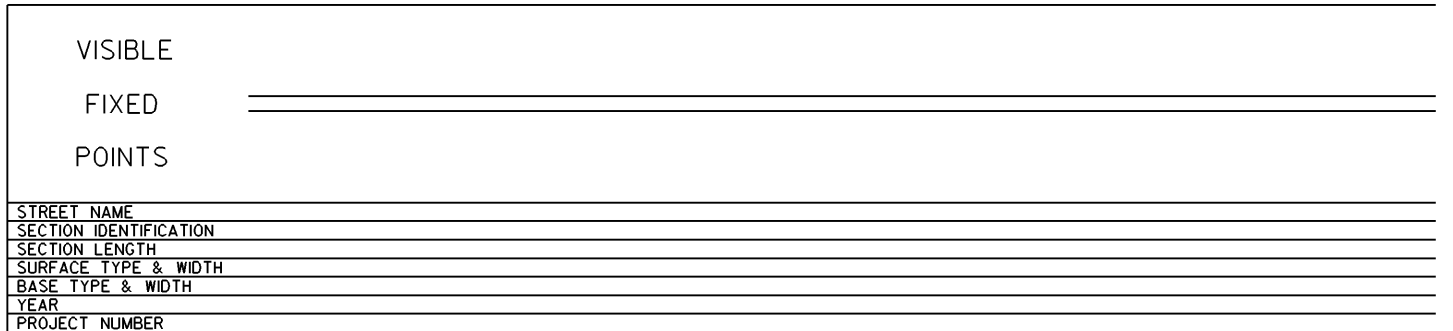 VISIBLE
FIXED
POINTS
STREET NAME
SECTION IDENTIFICATION
SECTION LENGTH
SURFACE TYPE & WIDTH
BASE TYPE & WIDTH
YEAR
PROJECT NUMBER